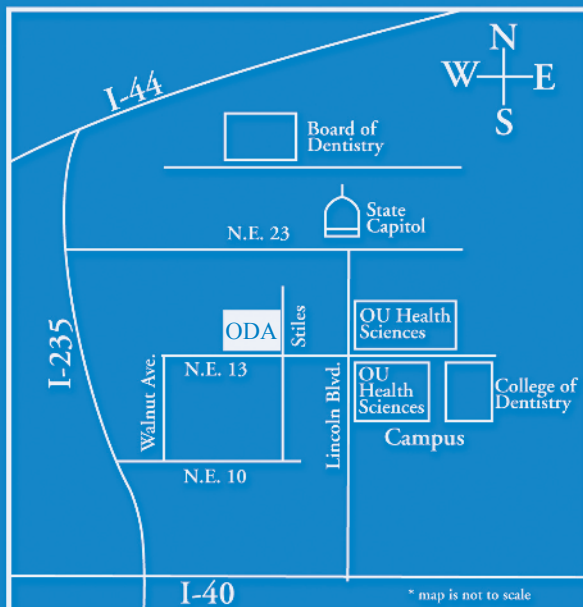 N
W E
S
I-44
Board of
Dentistry
State
Capitol
N.E. 23
I-235
ODA
Stiles
OU Health
Sciences
Walnut Ave.
N.E. 13
Lincoln Blvd.
OU
Health
Sciences
College of
Dentistry
Campus
N.E. 10
I-40
* map is not to scale